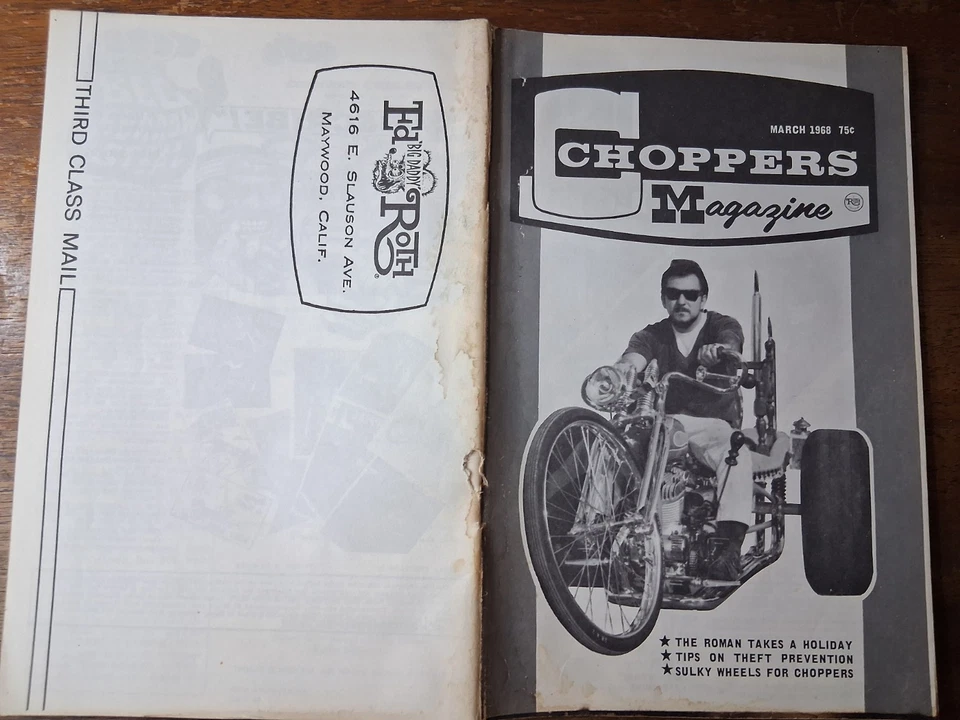 THIRD CLASS MAIL
ED "BIG DADDY" ROTH®
4616 E. SLAUSON AVE.
MAYWOOD, CALIF.
MARCH 1968 75¢
CHOPPERS
Magazine
★ THE ROMAN TAKES A HOLIDAY
★ TIPS ON THEFT PREVENTION
★ SULKY WHEELS FOR CHOPPERS